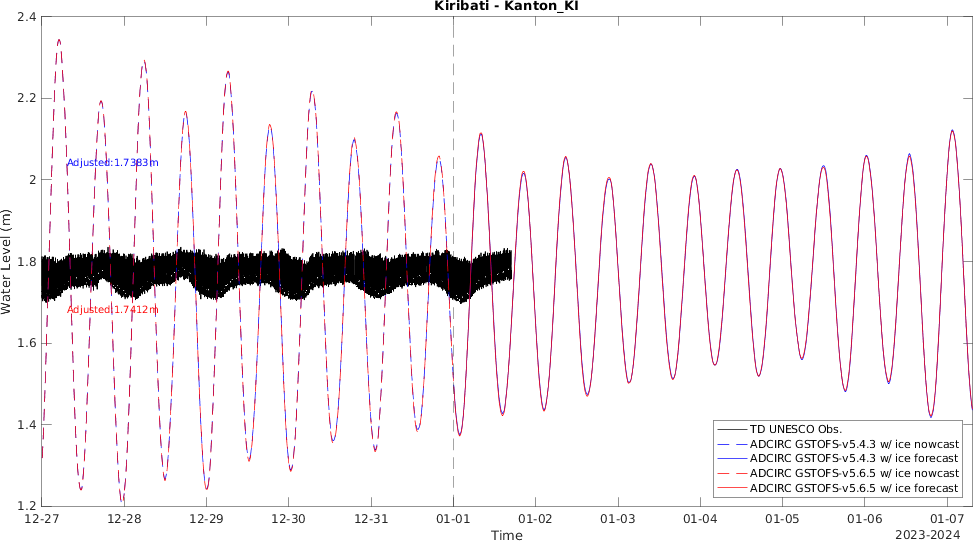 Kiribati - Kanton_KI
Water Level (m)
2.4
2.2
2
1.8
1.6
1.4
1.2
Adjusted:1.7383m
Adjusted:1.7412m
TD UNESCO Obs.
ADCIRC GSTOFS-v5.4.3 w/ ice nowcast
ADCIRC GSTOFS-v5.4.3 w/ ice forecast
ADCIRC GSTOFS-v5.6.5 w/ ice nowcast
ADCIRC GSTOFS-v5.6.5 w/ ice forecast
12-27 12-28 12-29 12-30 12-31 01-01 01-02 01-03 01-04 01-05 01-06 01-07
Time
2023-2024